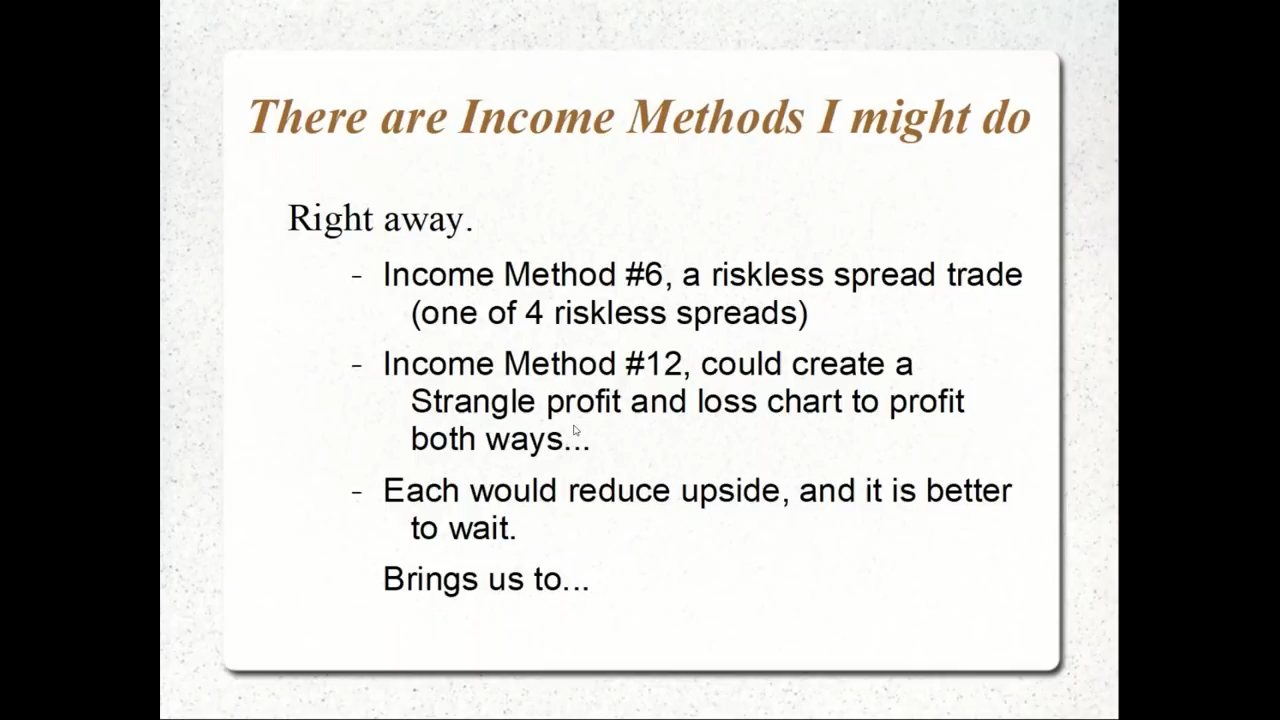 There are Income Methods I might do
Right away.
- Income Method #6, a riskless spread trade
(one of 4 riskless spreads)
- Income Method #12, could create a
Strangle profit and loss chart to profit
both ways...
- Each would reduce upside, and it is better
to wait.
Brings us to...